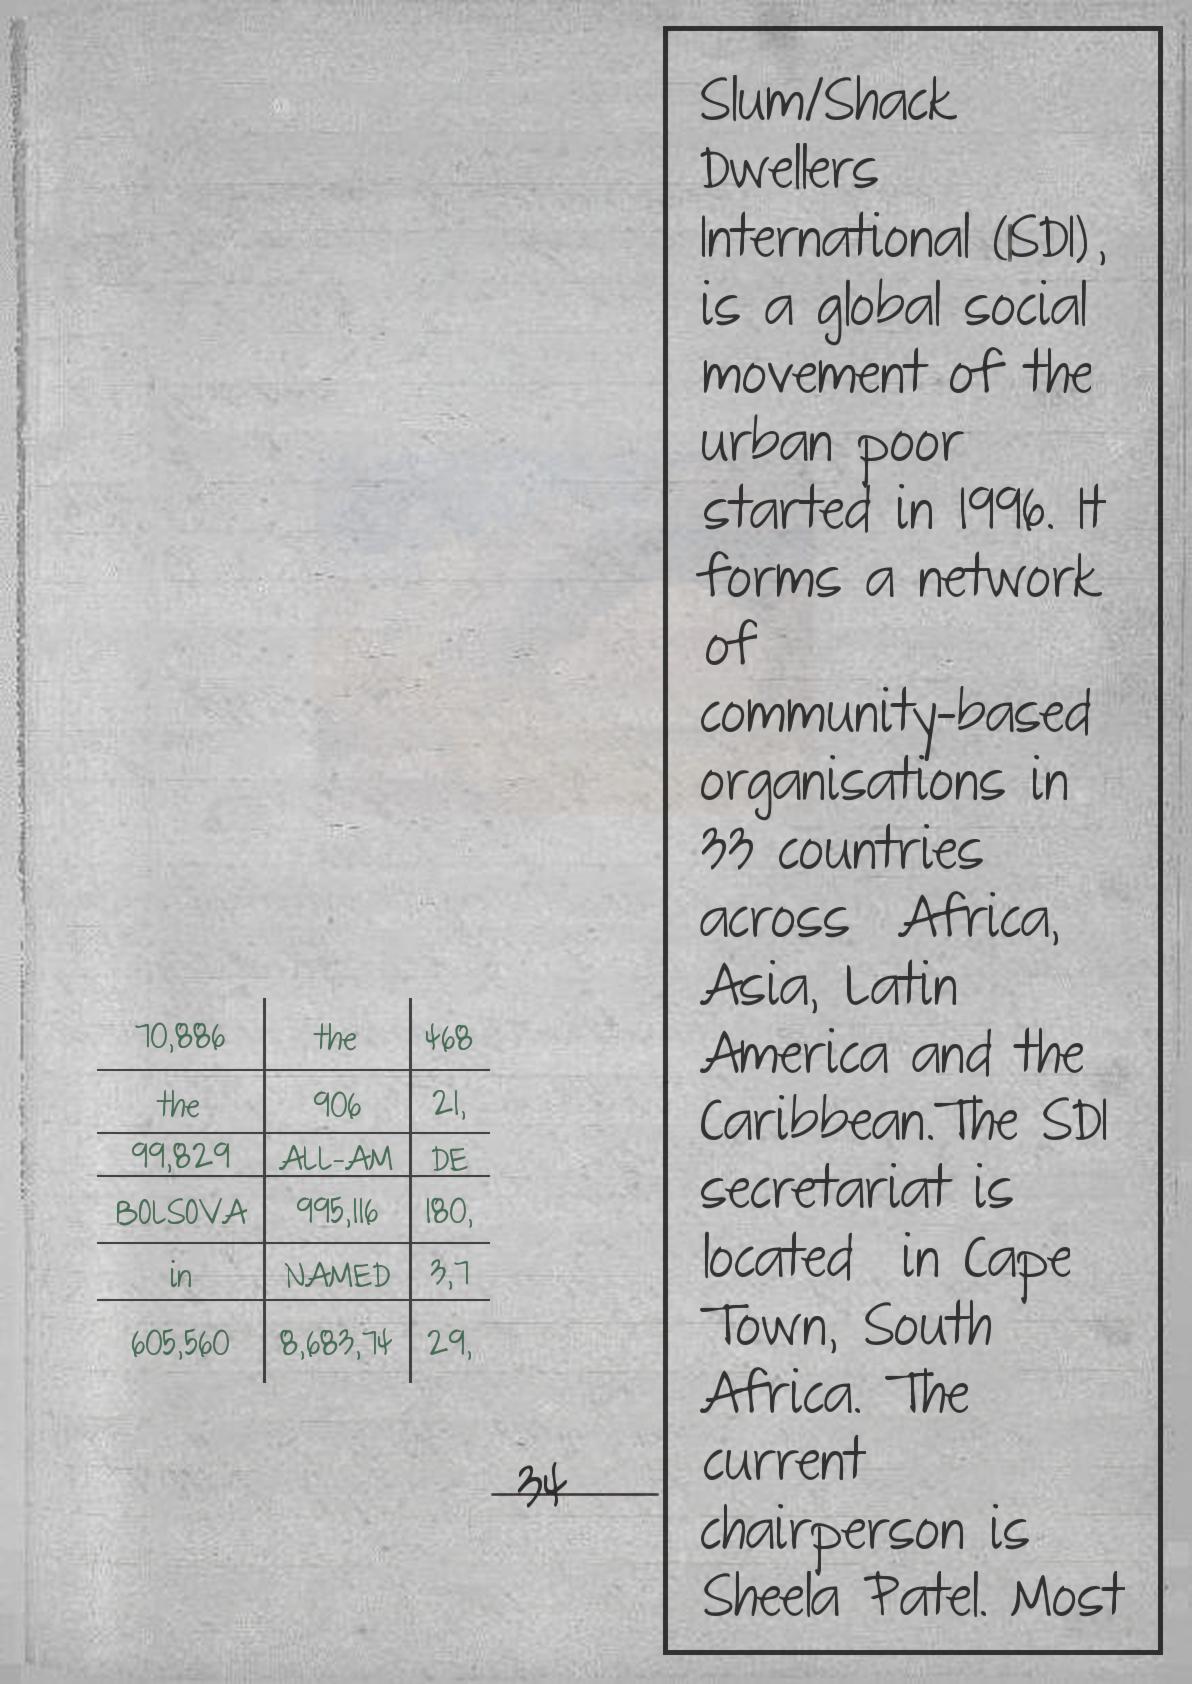 Slum/Shack
Dwellers
International (SDI),
is a global social
movement of the
urban poor
started in 1996. It
forms a network
of
community-based
organisations in
33 countries
across Africa,
Asia, Latin
America and the
Caribbean. The SDI
secretariat is
located in Cape
Town, South
Africa. The
current
chairperson is
Sheela Patel. Most
70,886 the 468
the 906 21,
99,829 ALL-AM DE
BOLSOVA 995,116 180,
in NAMED 3,7
605,560 8,683,74 29,
34